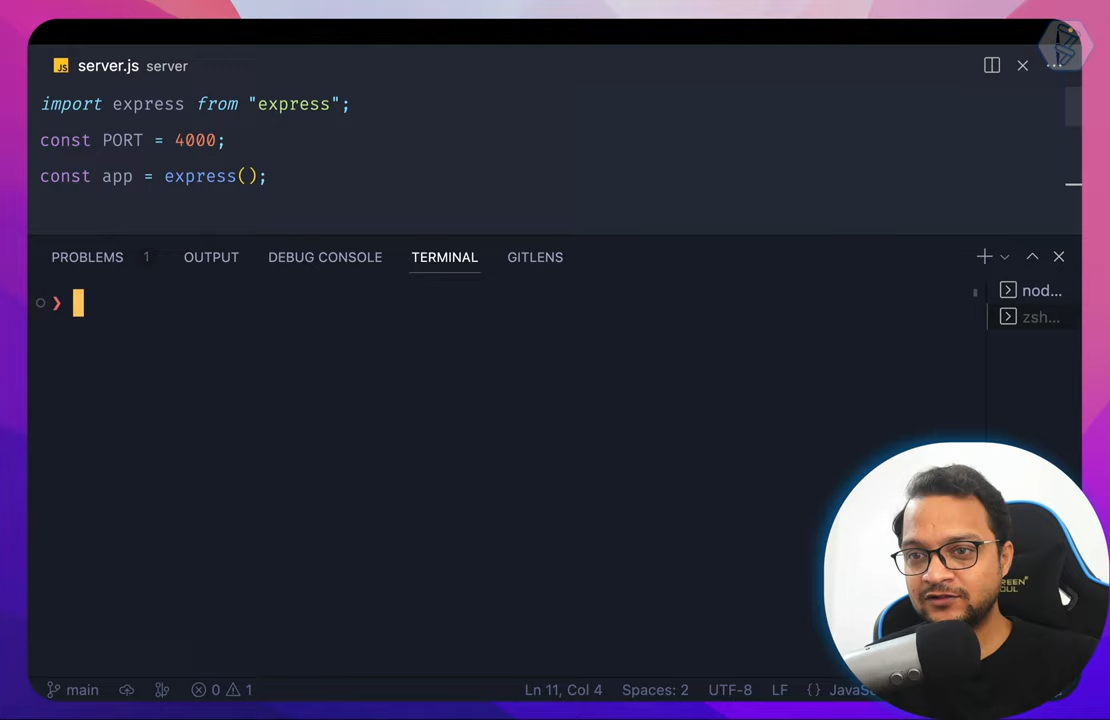 JS server.js server
import express from "express";
const PORT = 4000;
const app = express();
PROBLEMS 1 OUTPUT DEBUG CONSOLE TERMINAL GITLENS
nod...
❯ zsh...
main 0 1 Ln 11, Col 4 Spaces: 2 UTF-8 LF {} JavaS